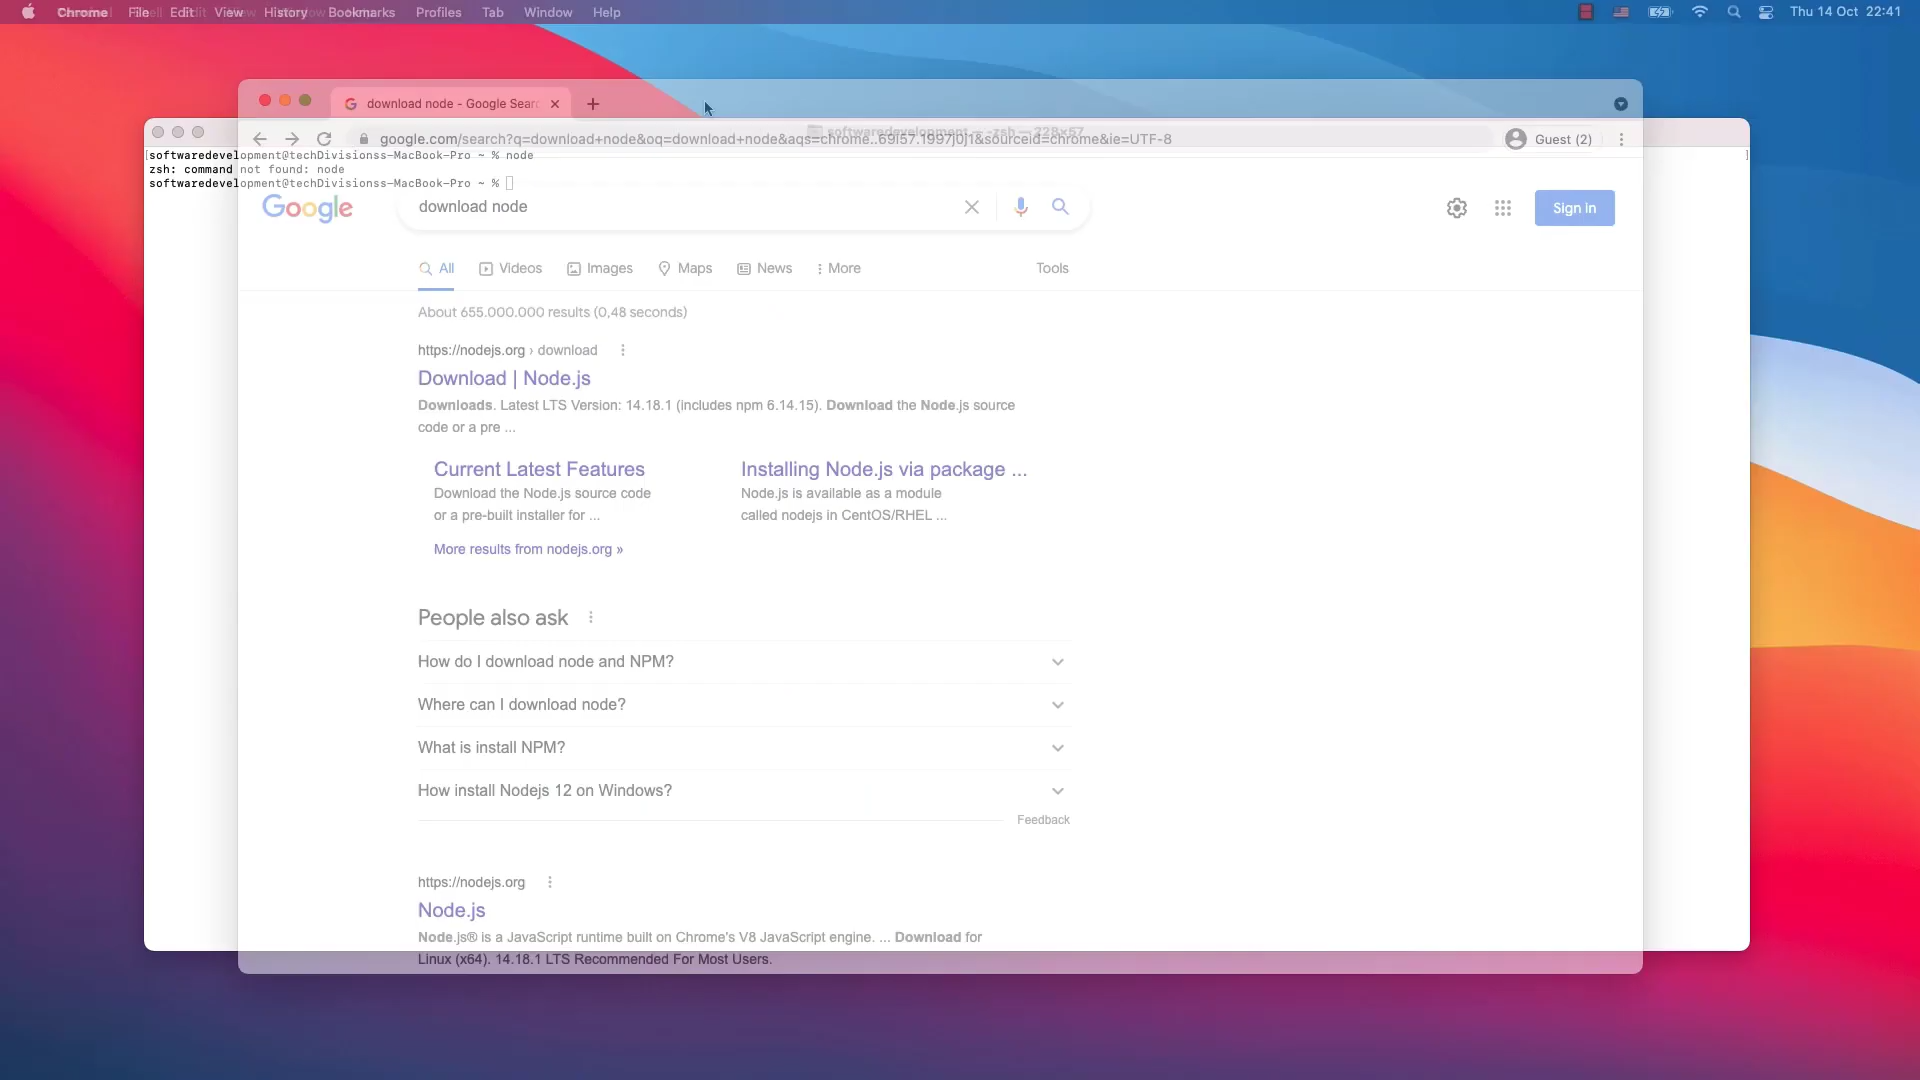 Chrome File Edit View History Bookmarks Profiles Tab Window Help
Thu 14 Oct 22:41
download node - Google Sear
softwaredevelopment — -zsh — 228×57
google.com/search?q=download+node&oq=download+node&aqs=chrome..69i57.1997j0j1&sourceid=chrome&ie=UTF-8
Guest (2)
[softwaredevelopment@techDivisionss-MacBook-Pro ~ % node ]
zsh: command not found: node
softwaredevelopment@techDivisionss-MacBook-Pro ~ %
Google
download node
Sign in
All Videos Images Maps News More Tools
About 655.000.000 results (0,48 seconds)
https://nodejs.org › download
Download | Node.js
Downloads. Latest LTS Version: 14.18.1 (includes npm 6.14.15). Download the Node.js source
code or a pre ...
Current Latest Features
Download the Node.js source code
or a pre-built installer for ...
Installing Node.js via package ...
Node.js is available as a module
called nodejs in CentOS/RHEL ...
More results from nodejs.org »
People also ask
How do I download node and NPM?
Where can I download node?
What is install NPM?
How install Nodejs 12 on Windows?
Feedback
https://nodejs.org
Node.js
Node.js® is a JavaScript runtime built on Chrome's V8 JavaScript engine. ... Download for
Linux (x64). 14.18.1 LTS Recommended For Most Users.